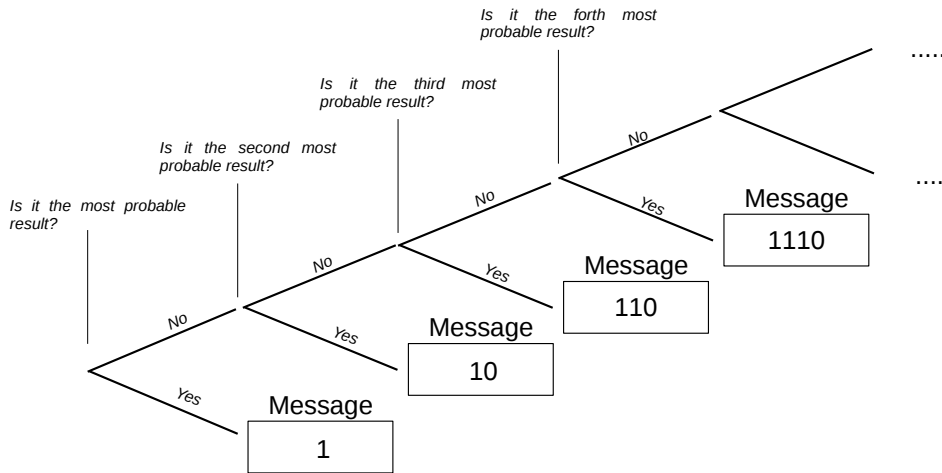 Is it the forth most
probable result?
.....
Is it the third most
probable result?
No
Is it the second most
probable result?
.....
Is it the most probable
result?
No
Yes
Message
1110
No
Yes
Message
110
No
Yes
Message
10
Yes
Message
1